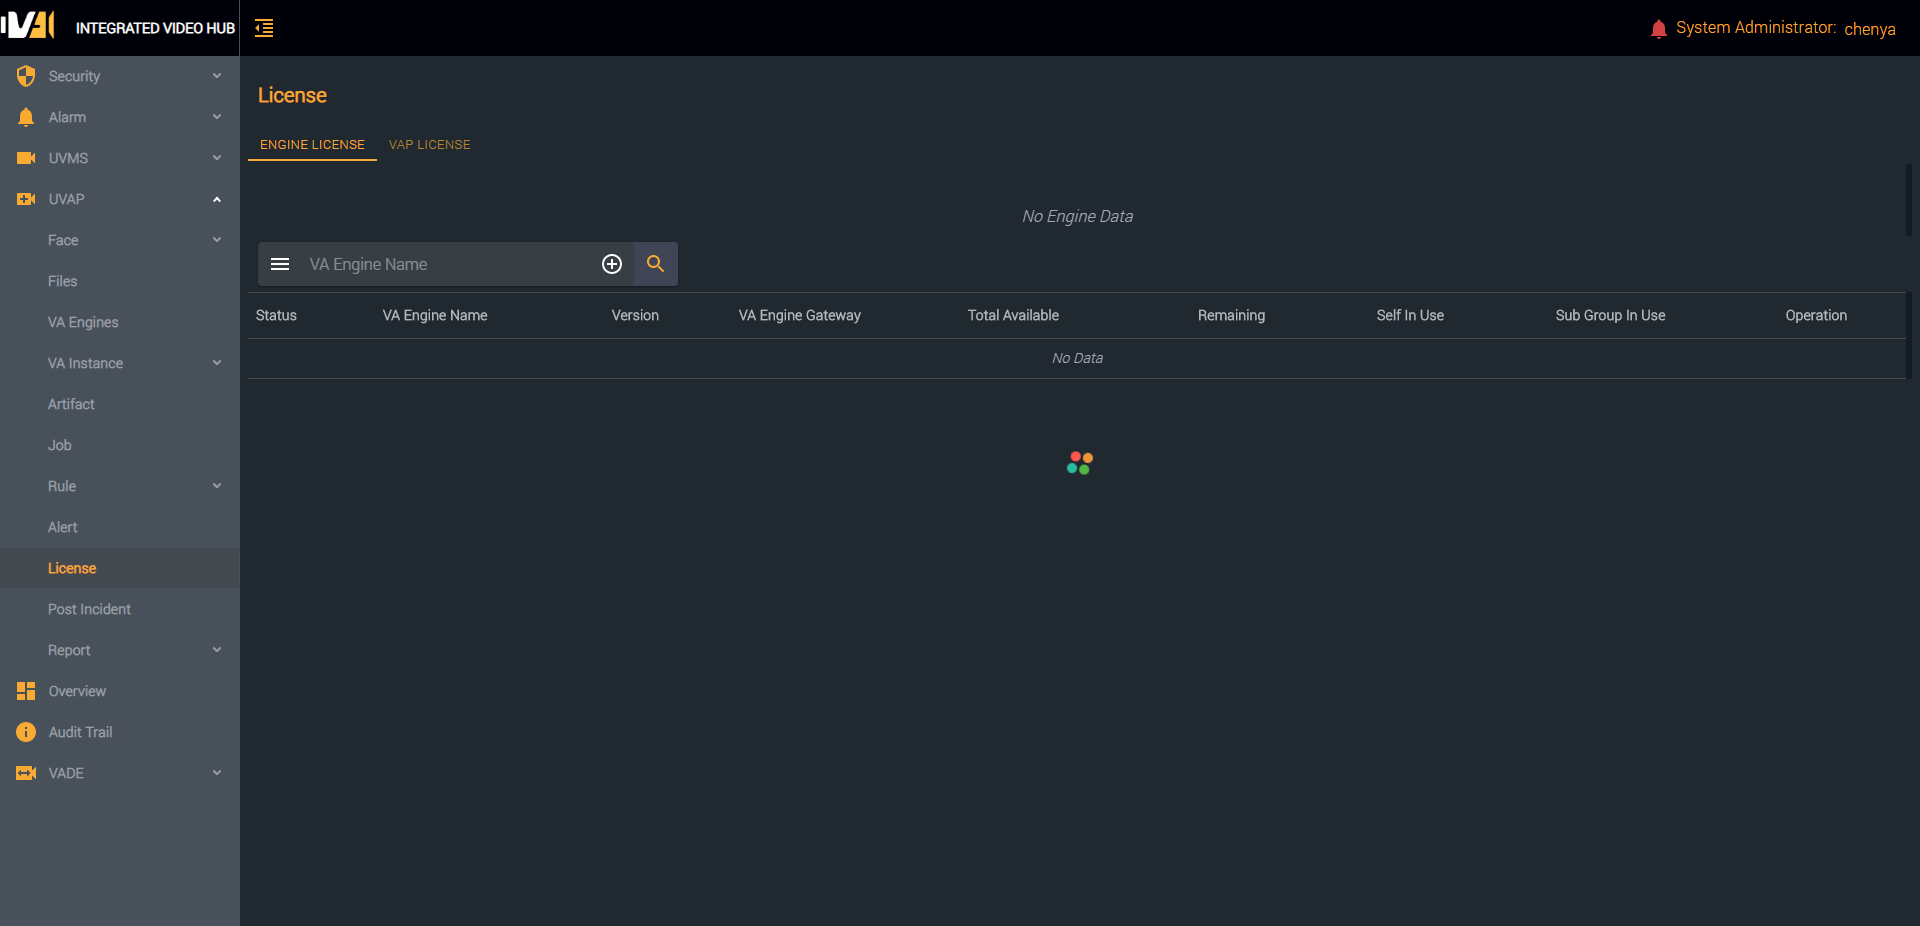 IVAI INTEGRATED VIDEO HUB
System Administrator: chenya
Security
Alarm
UVMS
UVAP
Face
Files
VA Engines
VA Instance
Artifact
Job
Rule
Alert
License
Post Incident
Report
Overview
Audit Trail
VADE
License
ENGINE LICENSE VAP LICENSE
No Engine Data
VA Engine Name
Status VA Engine Name Version VA Engine Gateway Total Available Remaining Self In Use Sub Group In Use Operation
No Data